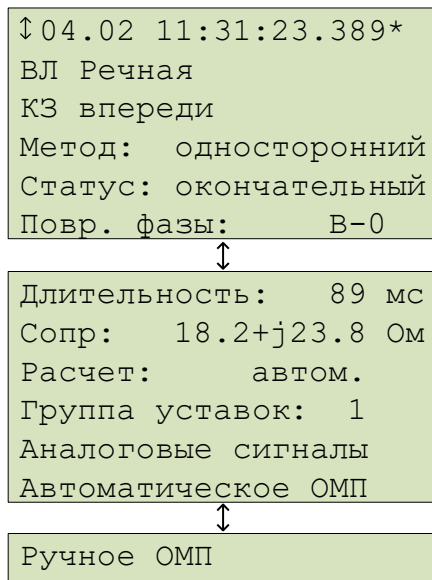 ↕04.02 11:31:23.389*
ВЛ Речная
КЗ впереди
Метод: односторонний
Статус: окончательный
Повр. фазы: В-0
Длительность: 89 мс
Сопр: 18.2+j23.8 Ом
Расчет: автом.
Группа уставок: 1
Аналоговые сигналы
Автоматическое ОМП
Ручное ОМП